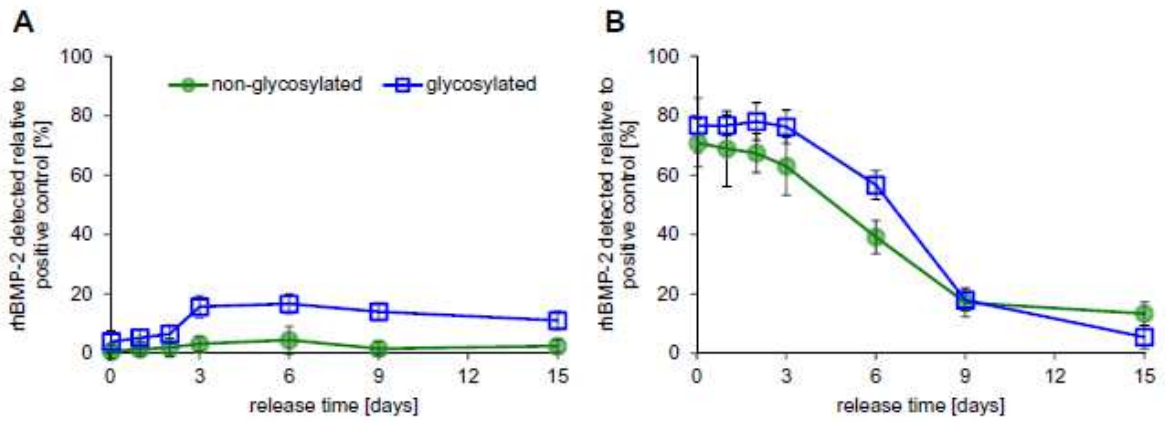 A
rhBMP-2 detected relative to
positive control [%]
100
80
60
40
20
0
non-glycosylated
glycosylated
0 3 6 9 12 15
release time [days]
B
rhBMP-2 detected relative to
positive control [%]
100
80
60
40
20
0
0 3 6 9 12 15
release time [days]